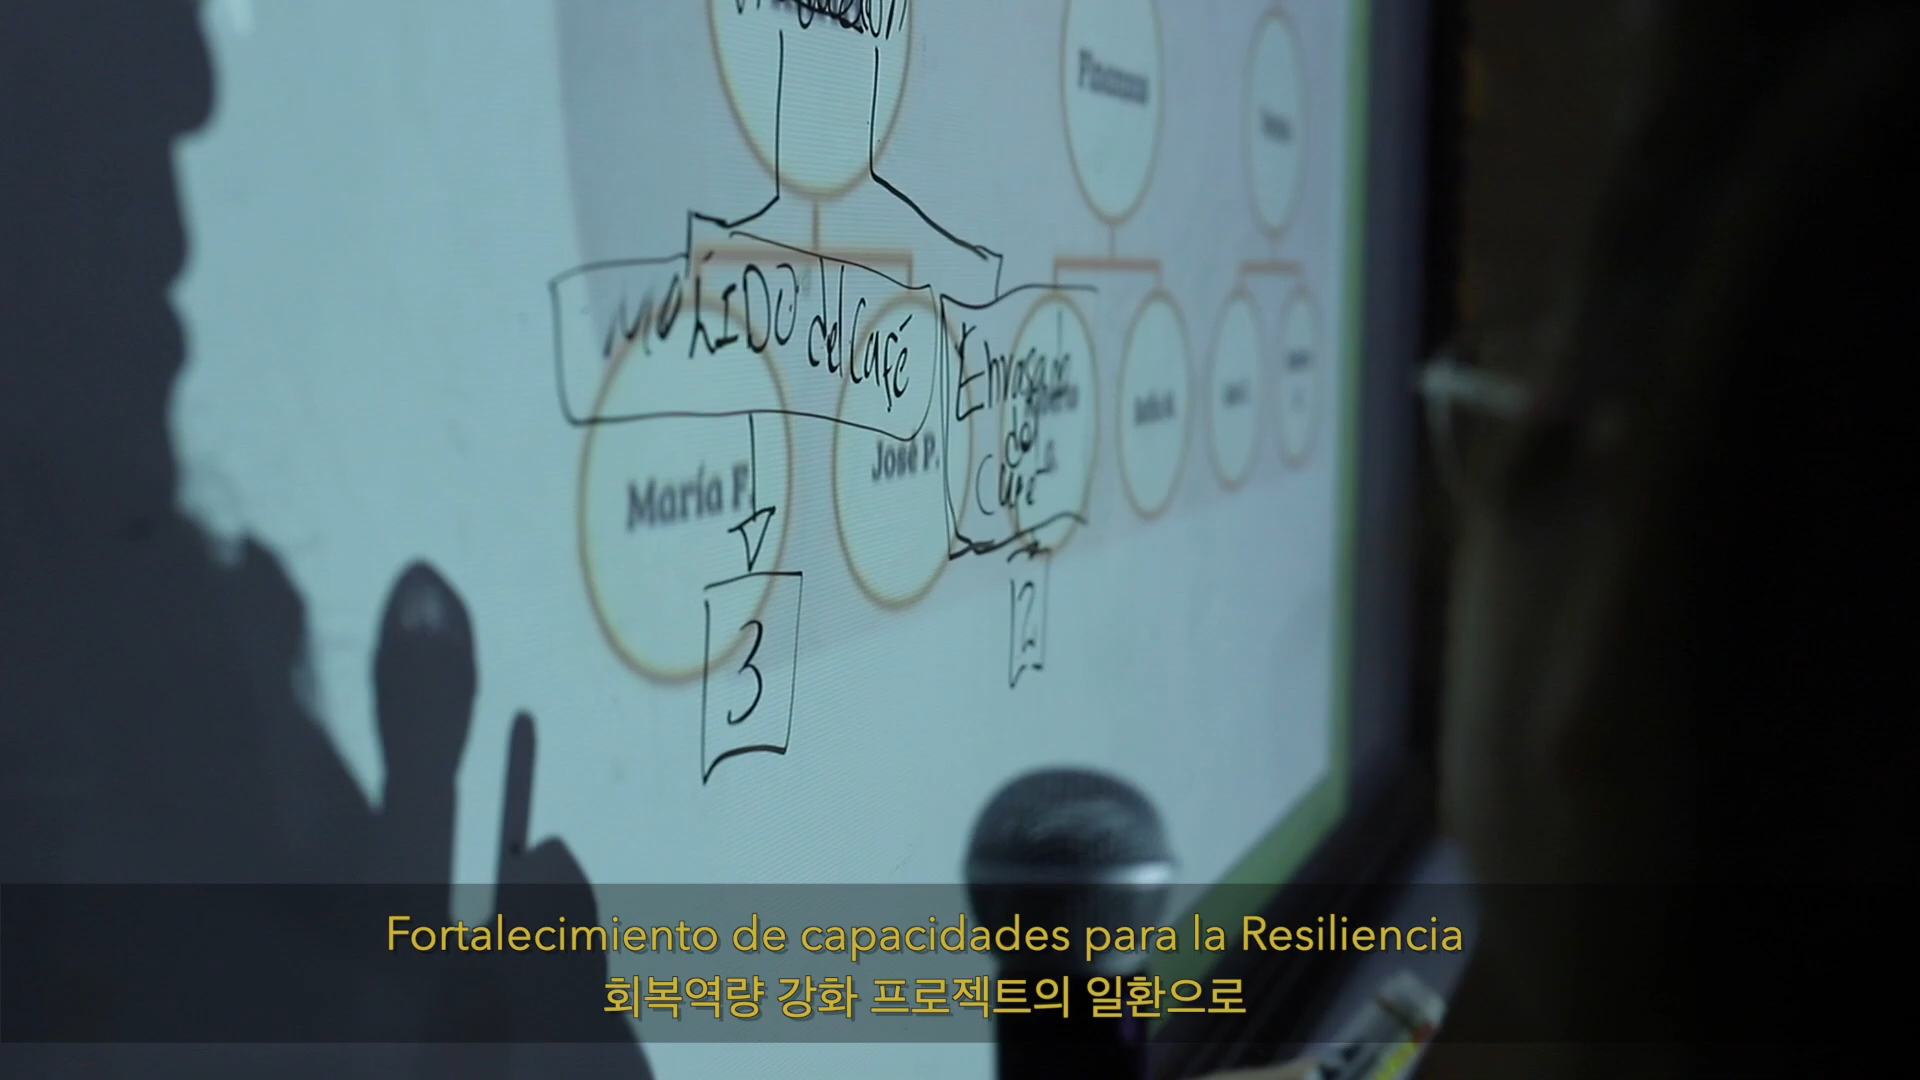 Finanzas
MOLIDO del Café
Envasado
del
Café
María F.
José P.
3
2
Fortalecimiento de capacidades para la Resiliencia
회복역량 강화 프로젝트의 일환으로